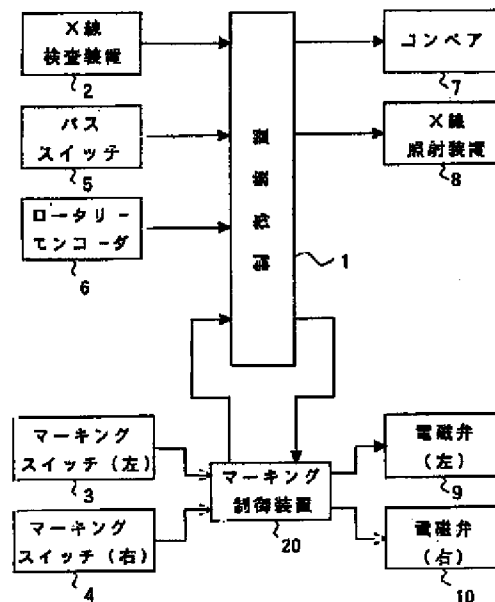 X線
検査装置
2
パス
スイッチ
5
ロータリー
エンコーダ
6
制御装置
1
コンベア
7
X線
照射装置
8
マーキング
スイッチ(左)
3
マーキング
スイッチ(右)
4
マーキング
制御装置
20
電磁弁
(左)
9
電磁弁
(右)
10